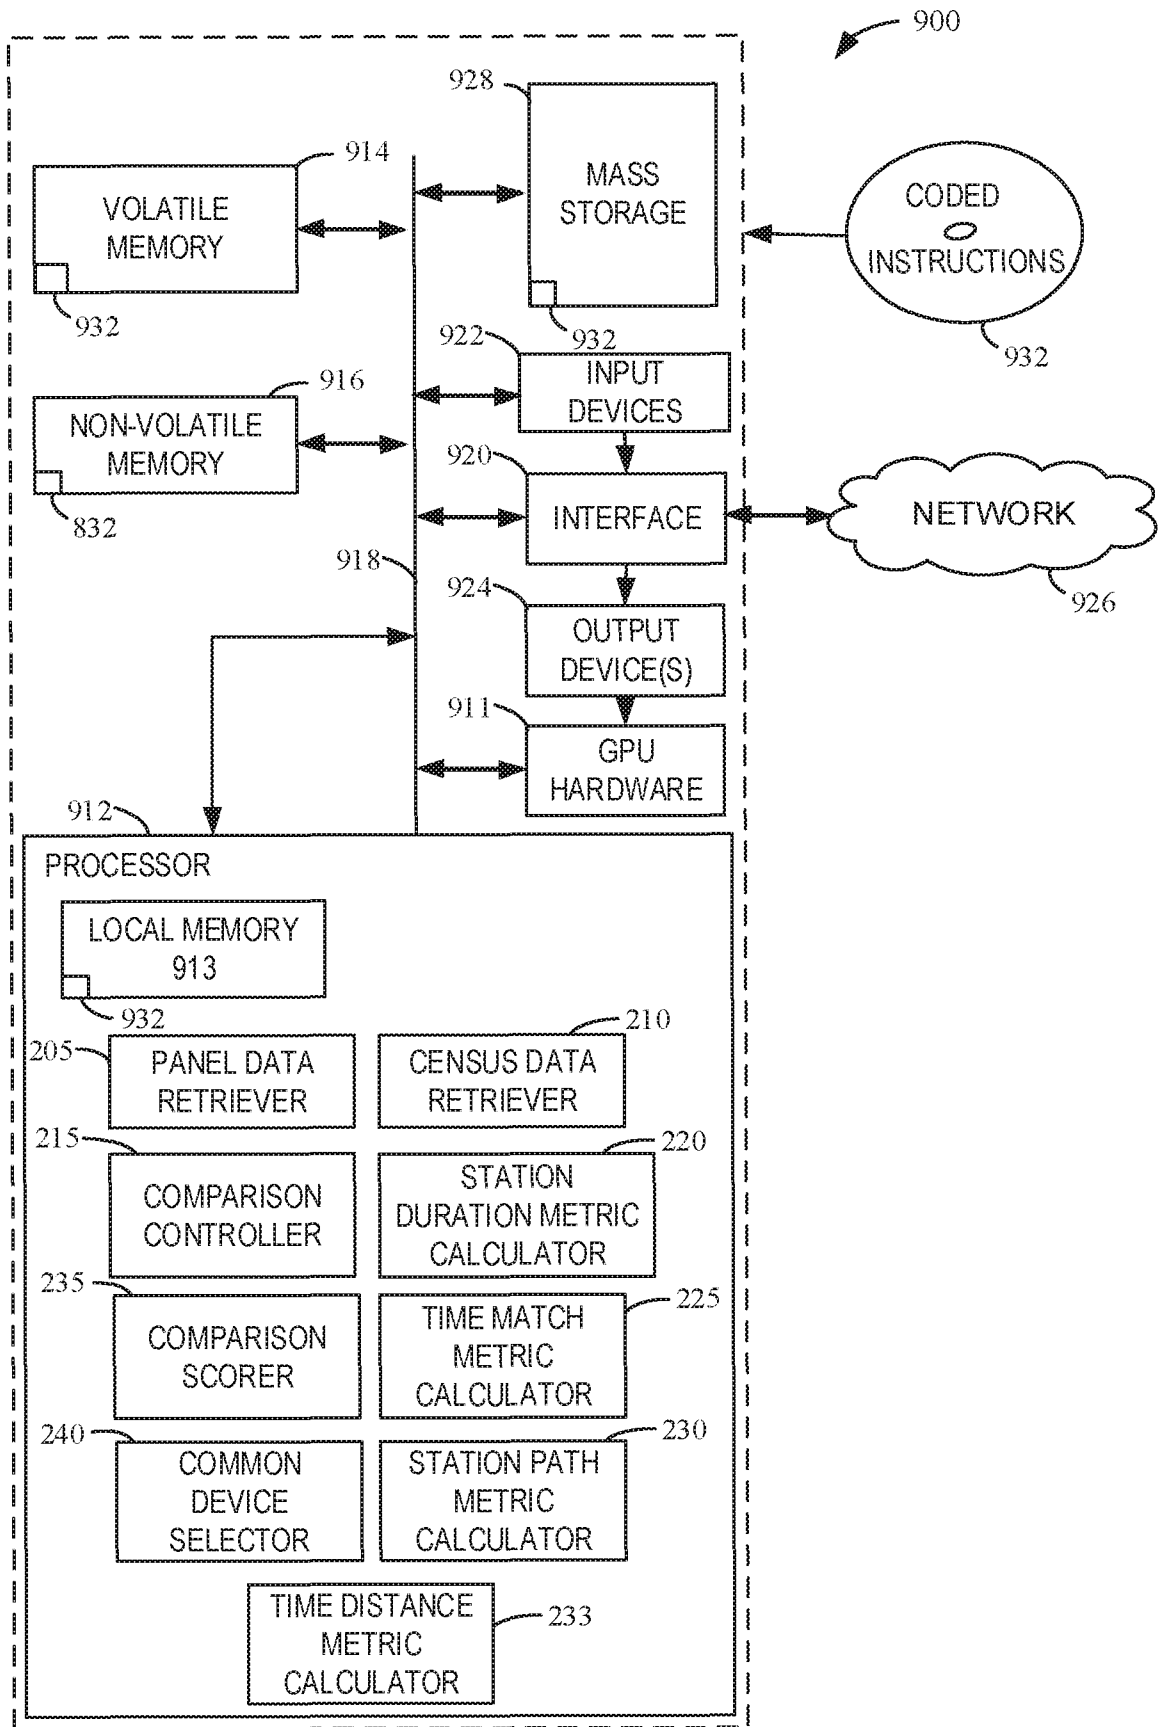 900
928
914
MASS
STORAGE
CODED
INSTRUCTIONS
VOLATILE
MEMORY
932
932
932
922
INPUT
DEVICES
916
NON-VOLATILE
MEMORY
832
920
INTERFACE
NETWORK
926
918
924
OUTPUT
DEVICE(S)
911
GPU
HARDWARE
912
PROCESSOR
LOCAL MEMORY
913
932
205
PANEL DATA
RETRIEVER
210
CENSUS DATA
RETRIEVER
215
COMPARISON
CONTROLLER
220
STATION
DURATION METRIC
CALCULATOR
235
COMPARISON
SCORER
225
TIME MATCH
METRIC
CALCULATOR
240
COMMON
DEVICE
SELECTOR
230
STATION PATH
METRIC
CALCULATOR
TIME DISTANCE
METRIC
CALCULATOR
233